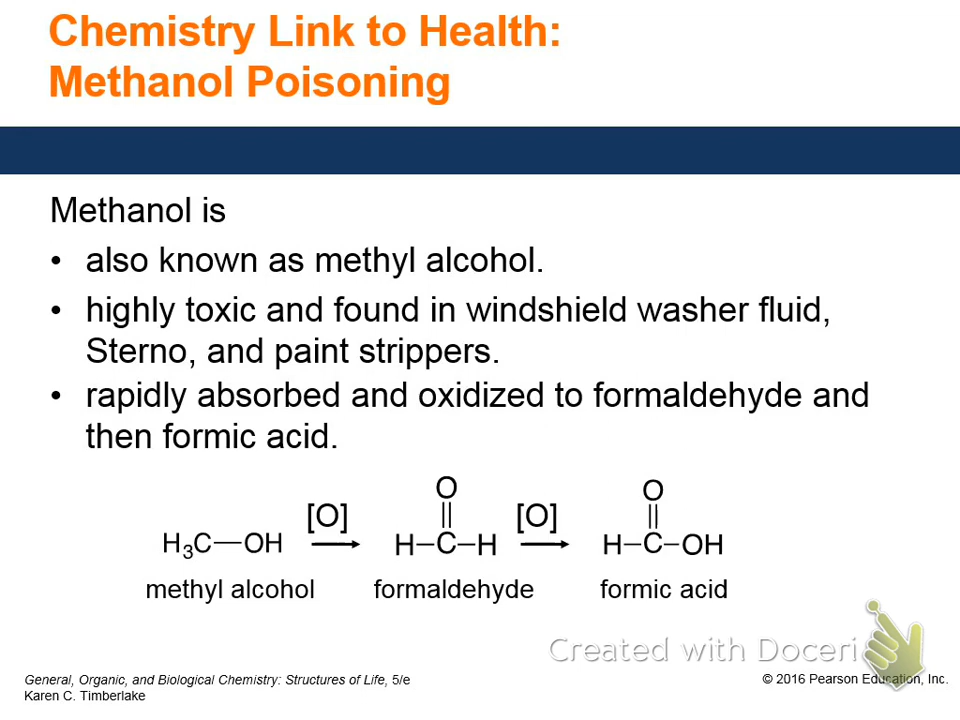 Chemistry Link to Health:
Methanol Poisoning
Methanol is
• also known as methyl alcohol.
• highly toxic and found in windshield washer fluid,
Sterno, and paint strippers.
• rapidly absorbed and oxidized to formaldehyde and
then formic acid.
O O
[O] [O]
H3C—OH H—C—H H—C—OH
methyl alcohol formaldehyde formic acid
Created with Doceri
General, Organic, and Biological Chemistry: Structures of Life, 5/e
Karen C. Timberlake
© 2016 Pearson Education, Inc.